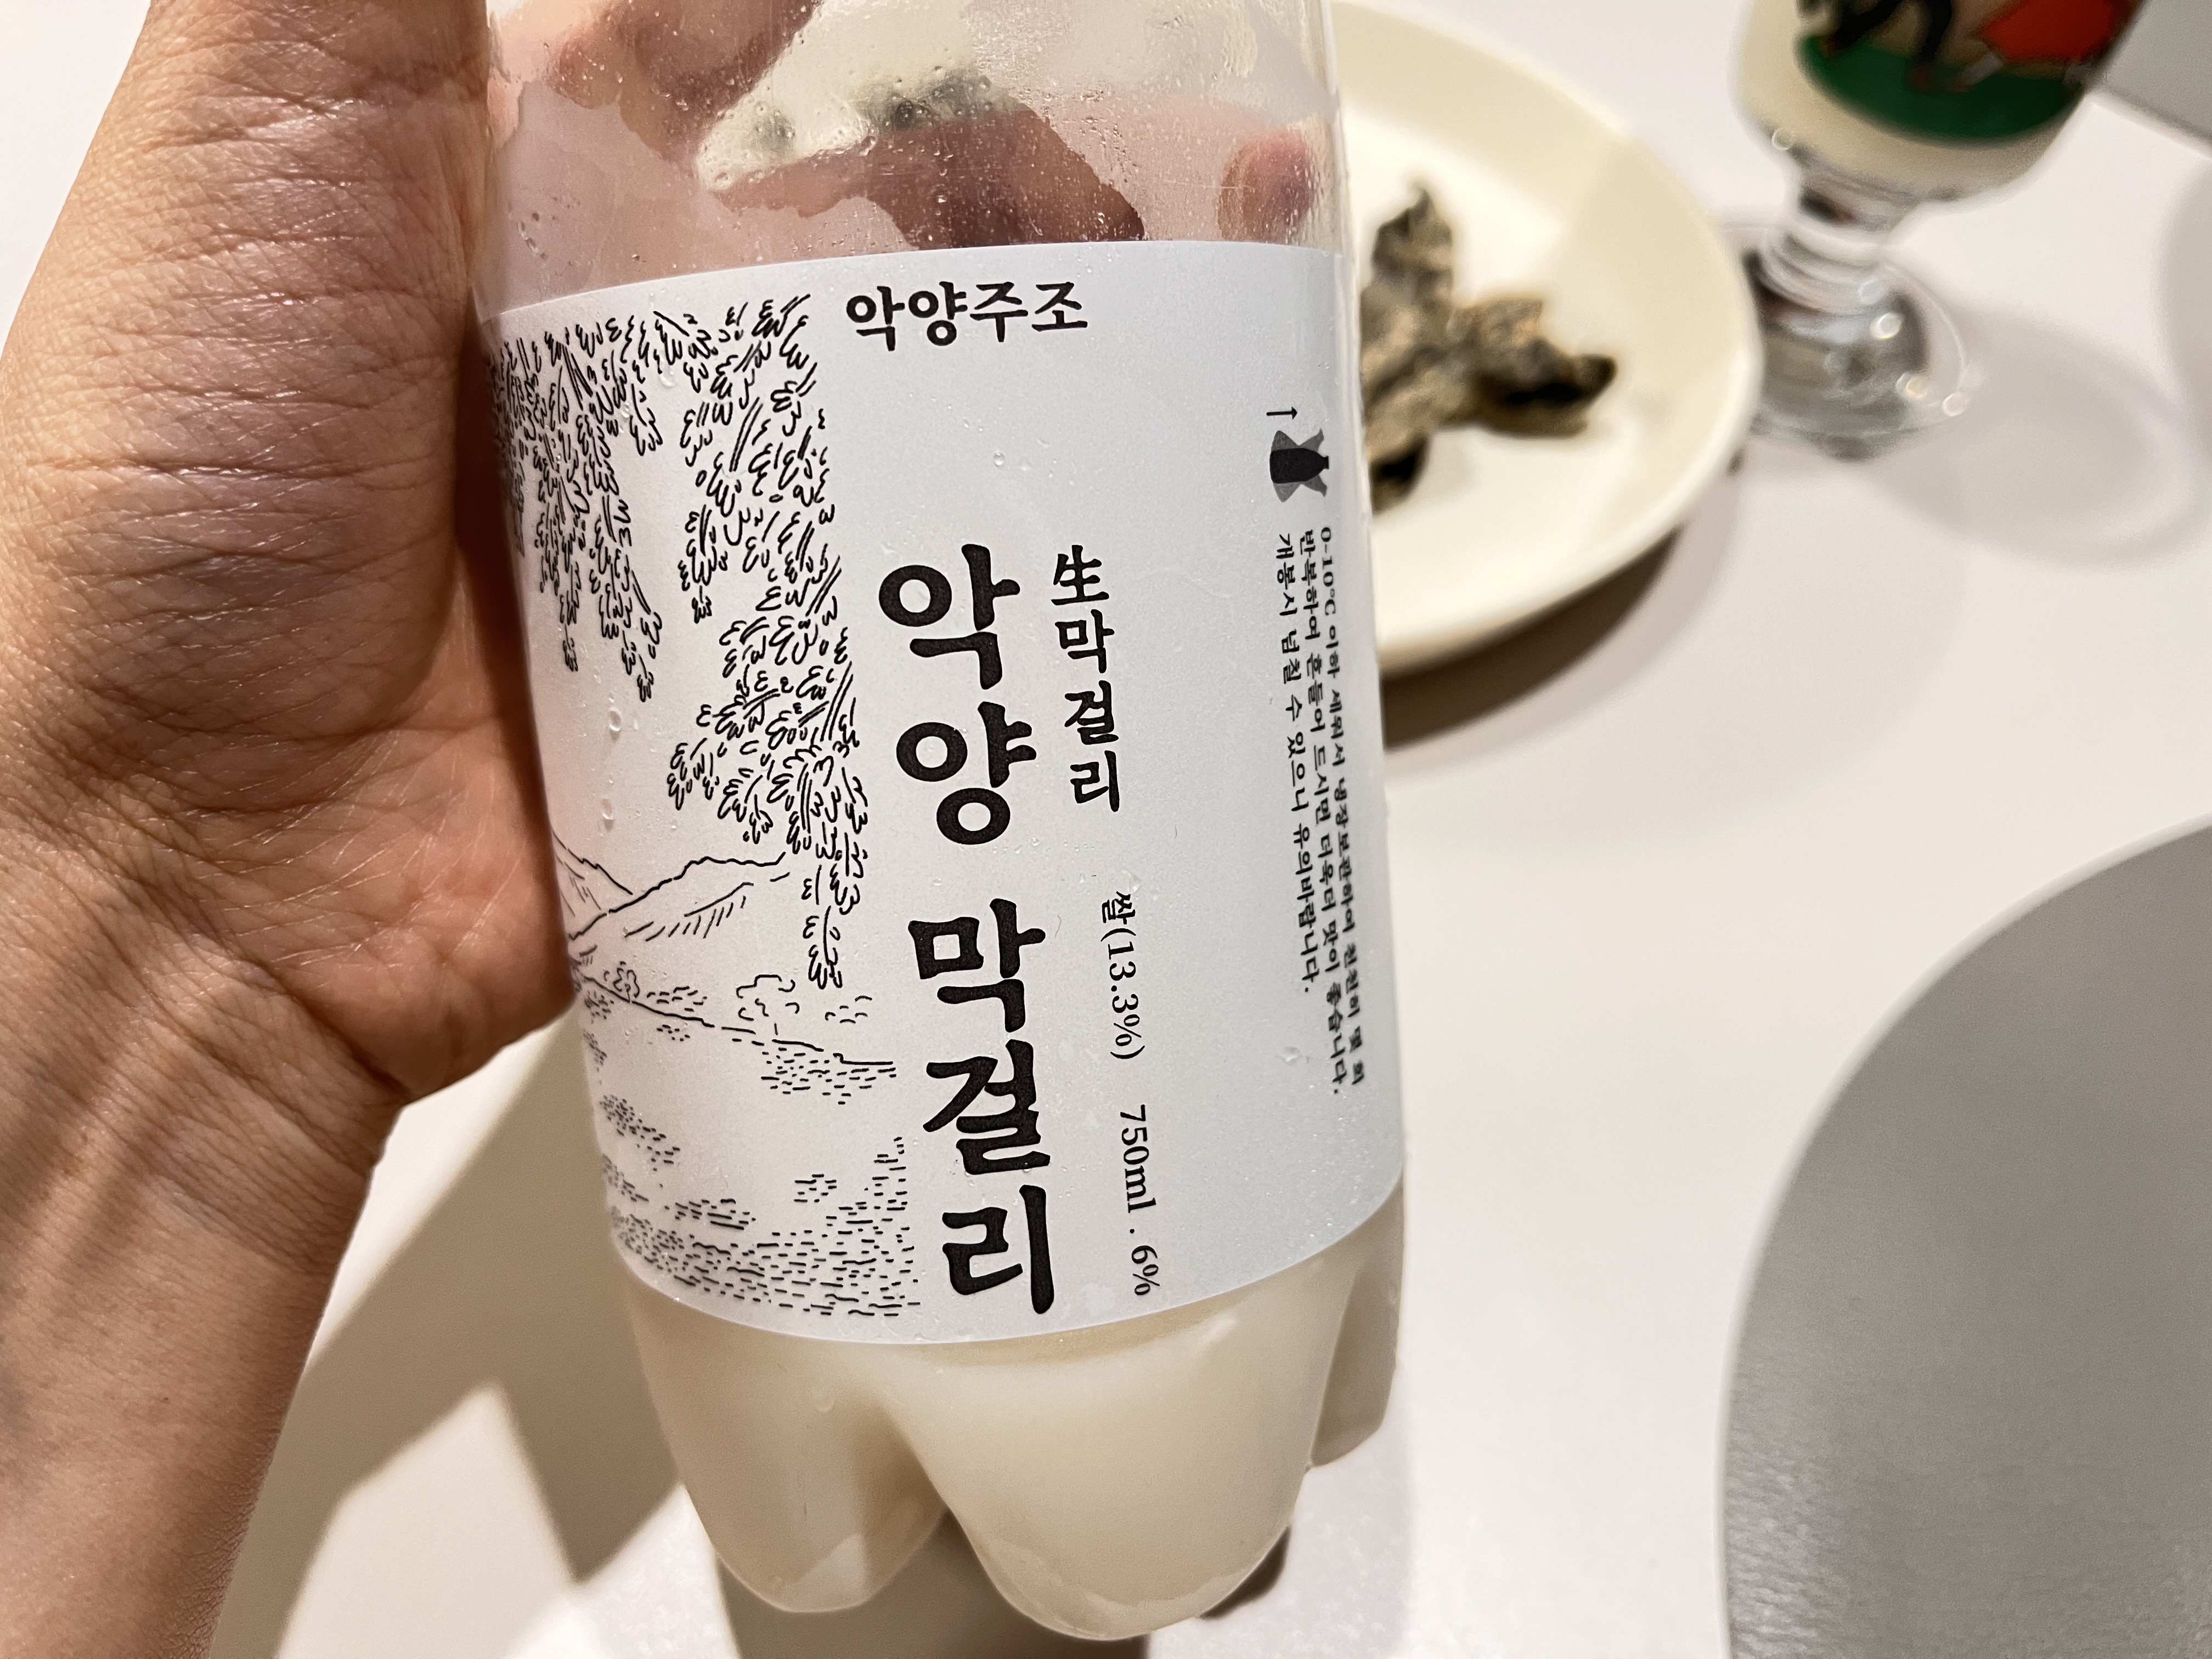 악양주조
生막걸리
악양 막걸리
쌀(13.3%) 750ml . 6%
0-10℃ 이하 세워서 냉장보관하여 천천히 몇 회
반복하여 흔들어 드시면 더욱더 맛이 좋습니다.
개봉시 넘칠 수 있으니 유의바랍니다.